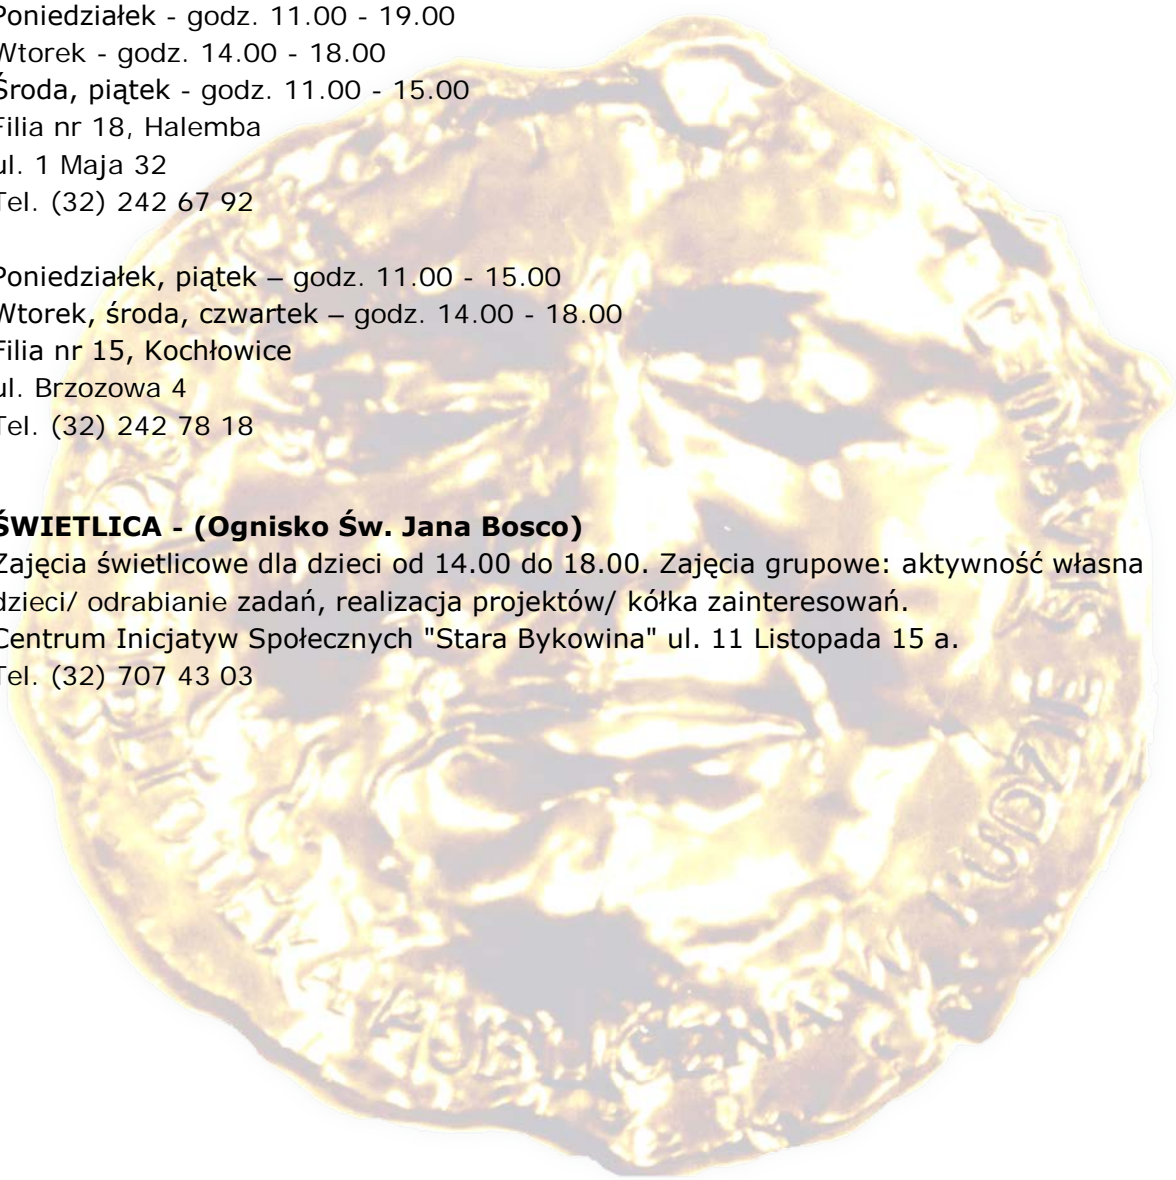 Poniedziałek - godz. 11.00 - 19.00
Wtorek - godz. 14.00 - 18.00
Środa, piątek - godz. 11.00 - 15.00
Filia nr 18, Halemba
ul. 1 Maja 32
Tel. (32) 242 67 92
Poniedziałek, piątek – godz. 11.00 - 15.00
Wtorek, środa, czwartek – godz. 14.00 - 18.00
Filia nr 15, Kochłowice
ul. Brzozowa 4
Tel. (32) 242 78 18
ŚWIETLICA - (Ognisko Św. Jana Bosco)
Zajęcia świetlicowe dla dzieci od 14.00 do 18.00. Zajęcia grupowe: aktywność własna
dzieci/ odrabianie zadań, realizacja projektów/ kółka zainteresowań.
Centrum Inicjatyw Społecznych "Stara Bykowina" ul. 11 Listopada 15 a.
Tel. (32) 707 43 03
W RUDZIE